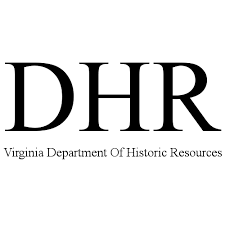 DHR
Virginia Department Of Historic Resources